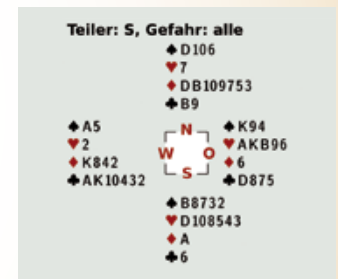 Teiler: S, Gefahr: alle
♠D106
♥7
♦DB109753
♣B9
♠A5
♥2
♦K842
♣AK10432
N
W O
S
♠K94
♥AKB96
♦6
♣D875
♠B8732
♥D108543
♦A
♣6